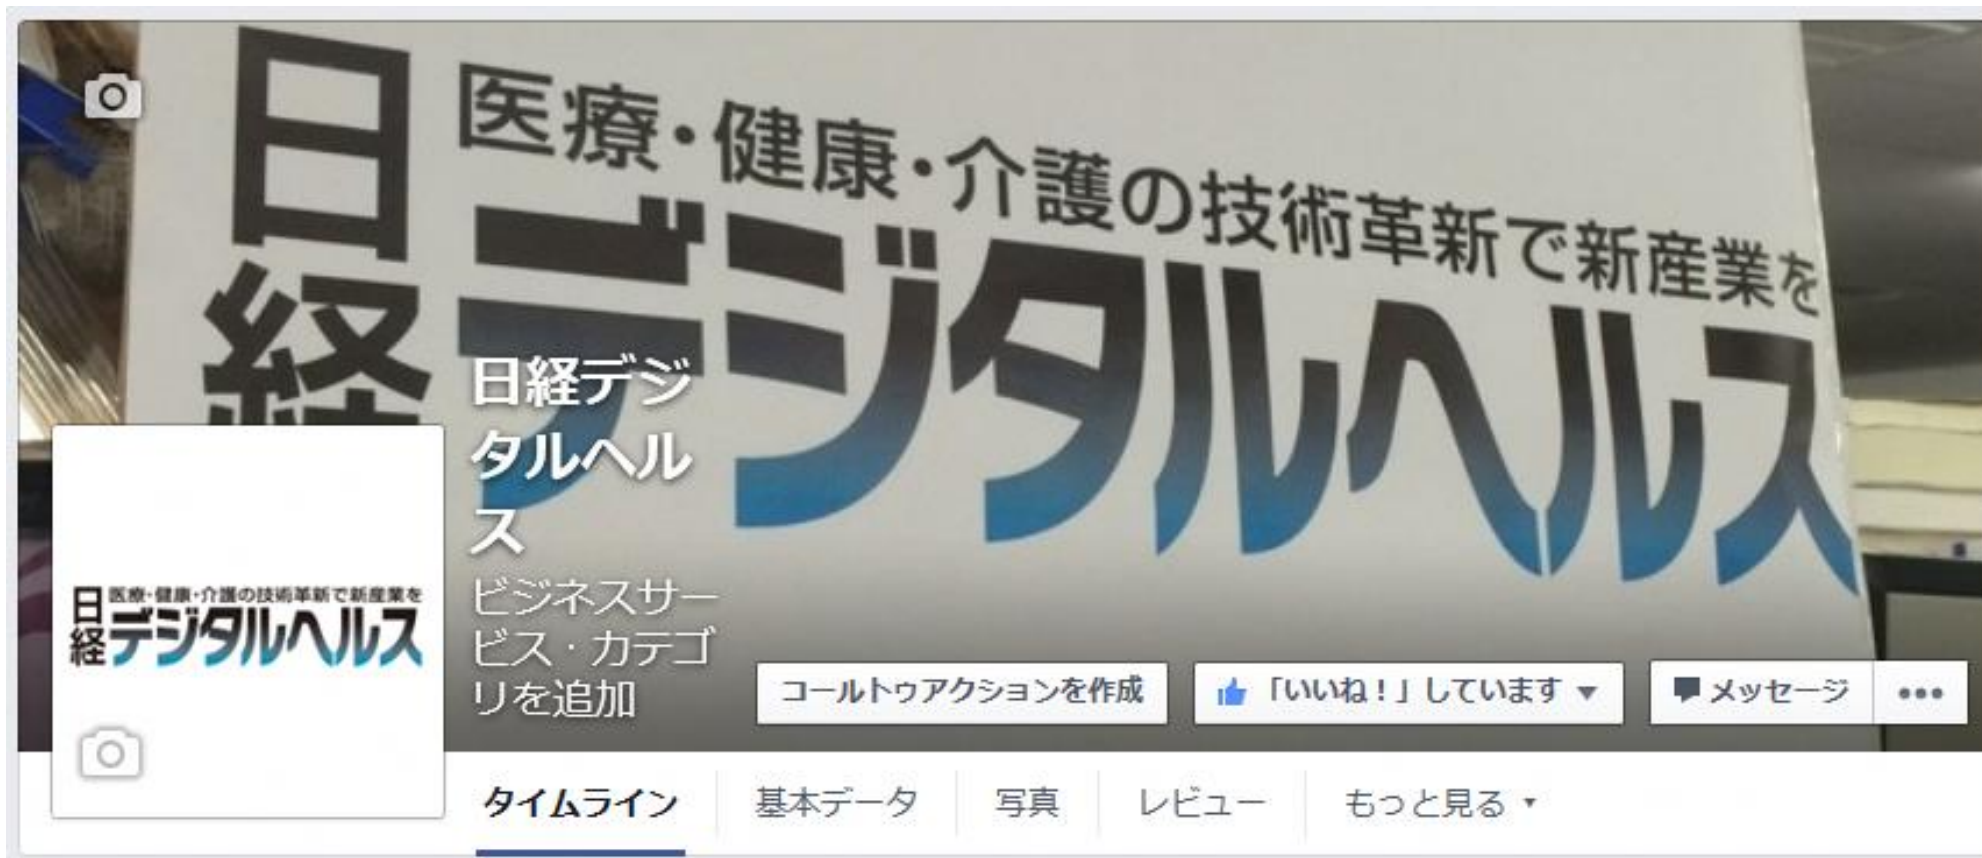 医療・健康・介護の技術革新で新産業を
日経デジタルヘルス
日経デジ
タルヘル
ス
ビジネスサー
ビス・カテゴ
リを追加
医療・健康・介護の技術革新で新産業を
日経デジタルヘルス
コールトゥアクションを作成
「いいね！」しています
メッセージ
タイムライン
基本データ
写真
レビュー
もっと見る